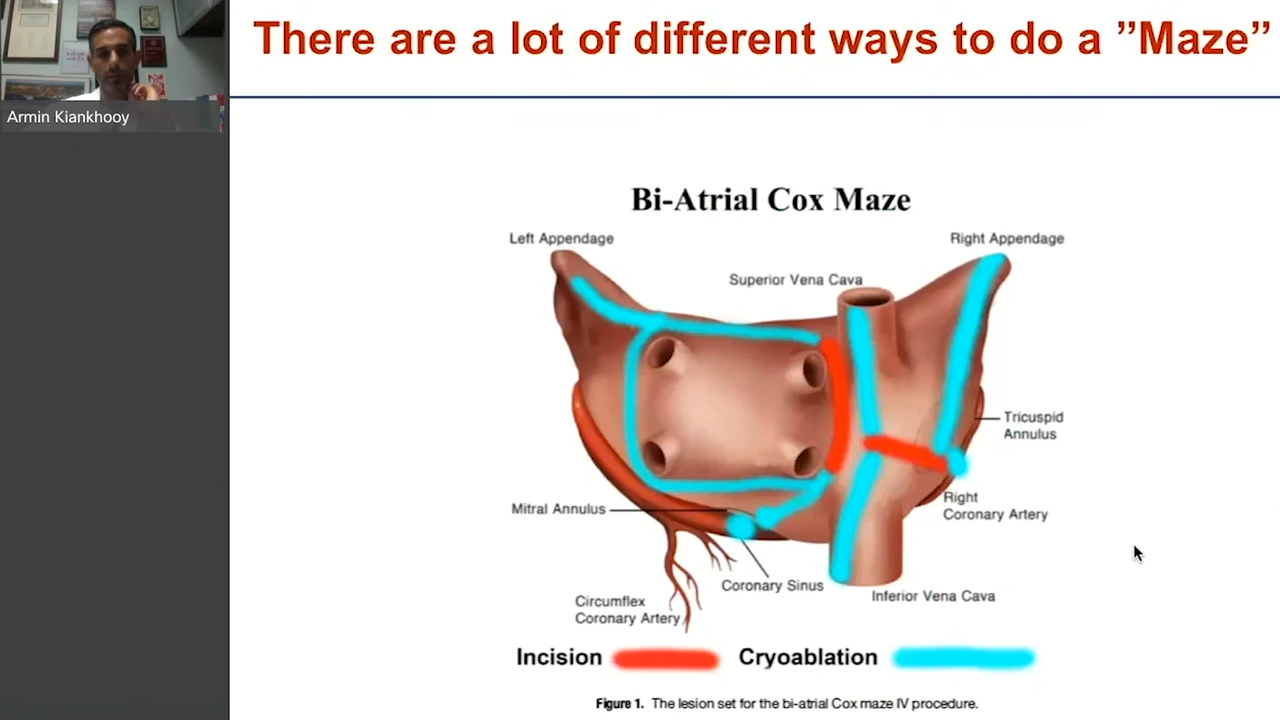 There are a lot of different ways to do a ”Maze”
Armin Kiankhooy
Bi-Atrial Cox Maze
Left Appendage
Right Appendage
Superior Vena Cava
Tricuspid
Annulus
Mitral Annulus
Right
Coronary Artery
Coronary Sinus
Circumflex
Coronary Artery
Inferior Vena Cava
Incision
Cryoablation
Figure 1. The lesion set for the bi-atrial Cox maze IV procedure.